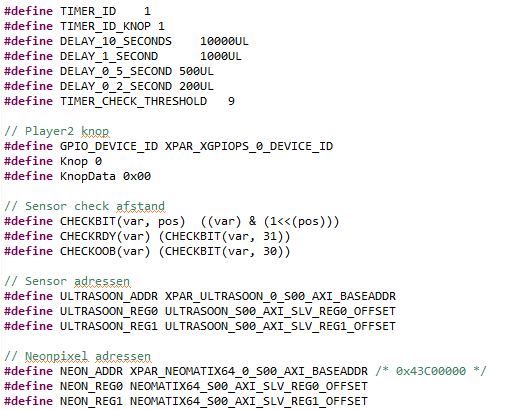 #define TIMER_ID    1
#define TIMER_ID_KNOP 1
#define DELAY_10_SECONDS    10000UL
#define DELAY_1_SECOND      1000UL
#define DELAY_0_5_SECOND 500UL
#define DELAY_0_2_SECOND 200UL
#define TIMER_CHECK_THRESHOLD   9
// Player2 knop
#define GPIO_DEVICE_ID XPAR_XGPIOPS_0_DEVICE_ID
#define Knop 0
#define KnopData 0x00
// Sensor check afstand
#define CHECKBIT(var, pos)  ((var) & (1<<(pos)))
#define CHECKRDY(var) (CHECKBIT(var, 31))
#define CHECKOOB(var) (CHECKBIT(var, 30))
// Sensor adressen
#define ULTRASOON_ADDR XPAR_ULTRASOON_0_S00_AXI_BASEADDR
#define ULTRASOON_REG0 ULTRASOON_S00_AXI_SLV_REG0_OFFSET
#define ULTRASOON_REG1 ULTRASOON_S00_AXI_SLV_REG1_OFFSET
// Neonpixel adressen
#define NEON_ADDR XPAR_NEOMATIX64_0_S00_AXI_BASEADDR /* 0x43C00000 */
#define NEON_REG0 NEOMATIX64_S00_AXI_SLV_REG0_OFFSET
#define NEON_REG1 NEOMATIX64_S00_AXI_SLV_REG1_OFFSET